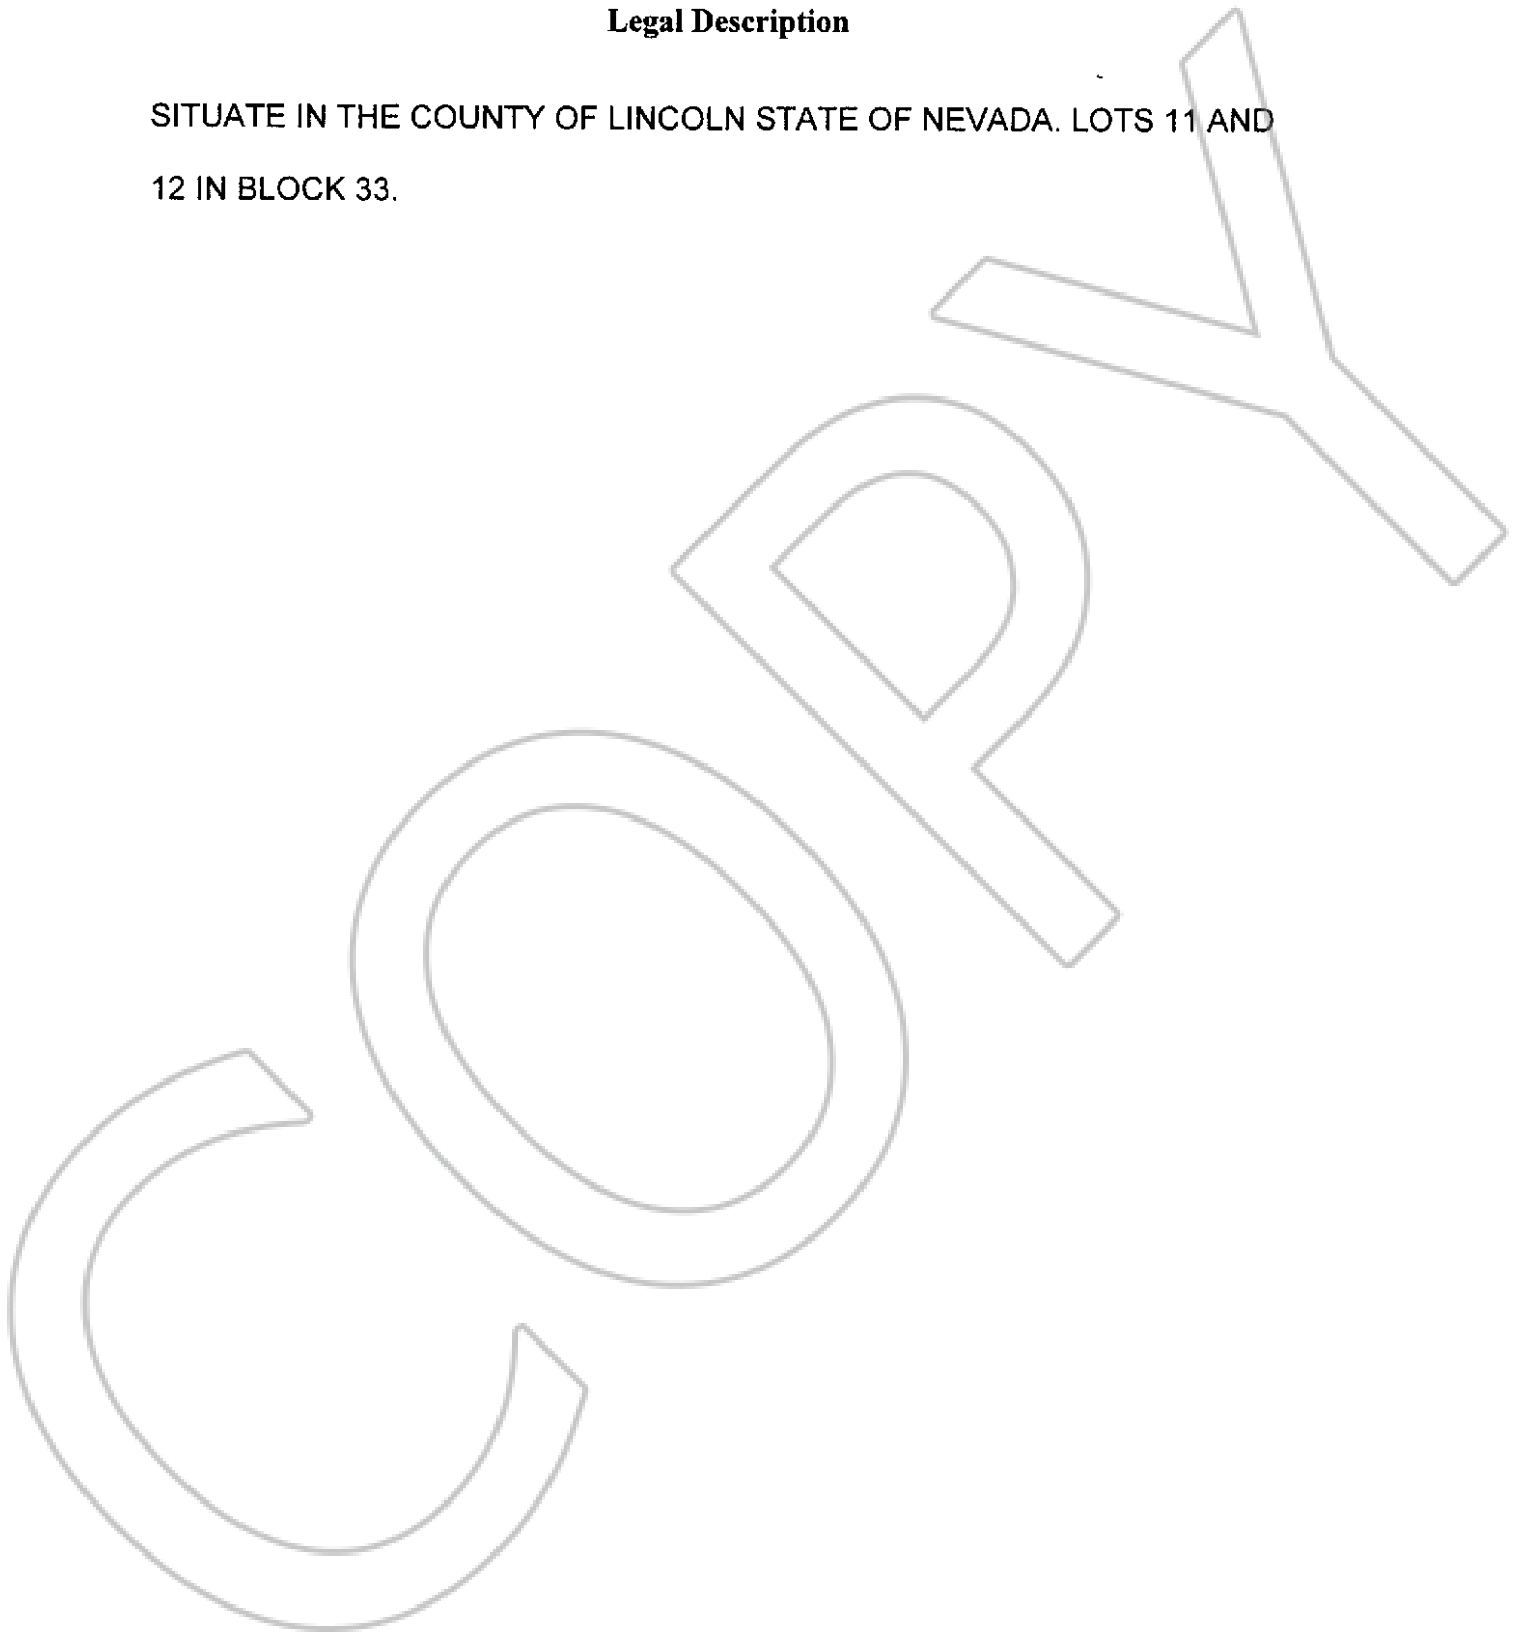 Legal Description
SITUATE IN THE COUNTY OF LINCOLN STATE OF NEVADA. LOTS 11 AND
12 IN BLOCK 33.
COPY